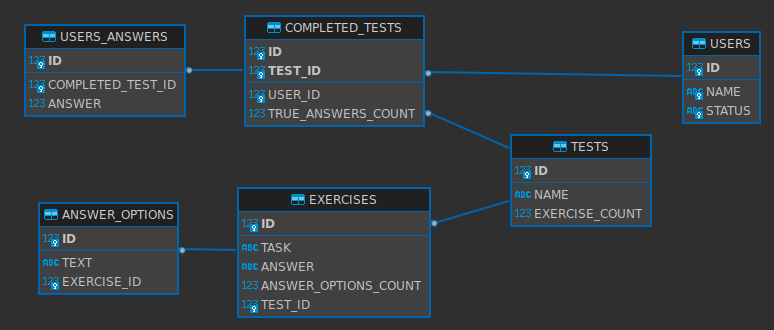 USERS_ANSWERS
123 ID
123 COMPLETED_TEST_ID
123 ANSWER
COMPLETED_TESTS
123 ID
123 TEST_ID
123 USER_ID
123 TRUE_ANSWERS_COUNT
USERS
123 ID
ABC NAME
ABC STATUS
TESTS
123 ID
ABC NAME
123 EXERCISE_COUNT
ANSWER_OPTIONS
123 ID
ABC TEXT
123 EXERCISE_ID
EXERCISES
123 ID
ABC TASK
ABC ANSWER
123 ANSWER_OPTIONS_COUNT
123 TEST_ID